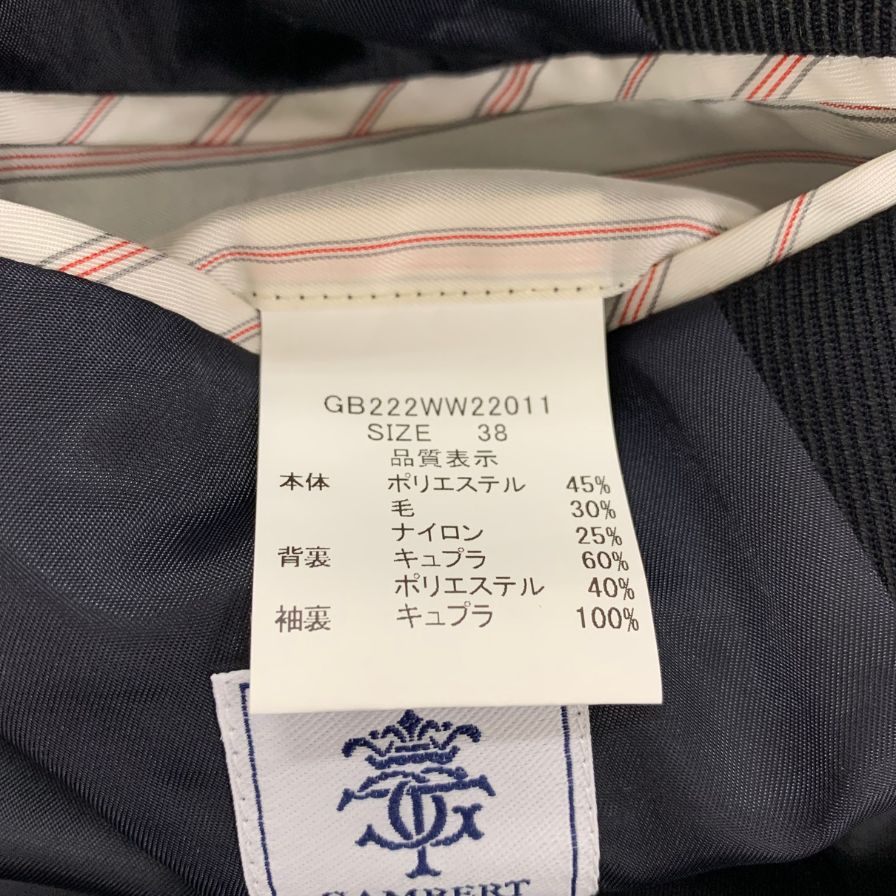 GB222WW22011
SIZE 38
品質表示
本体 ポリエステル 45%
毛 30%
ナイロン 25%
背裏 キュプラ 60%
ポリエステル 40%
袖裏 キュプラ 100%
GAMBERT